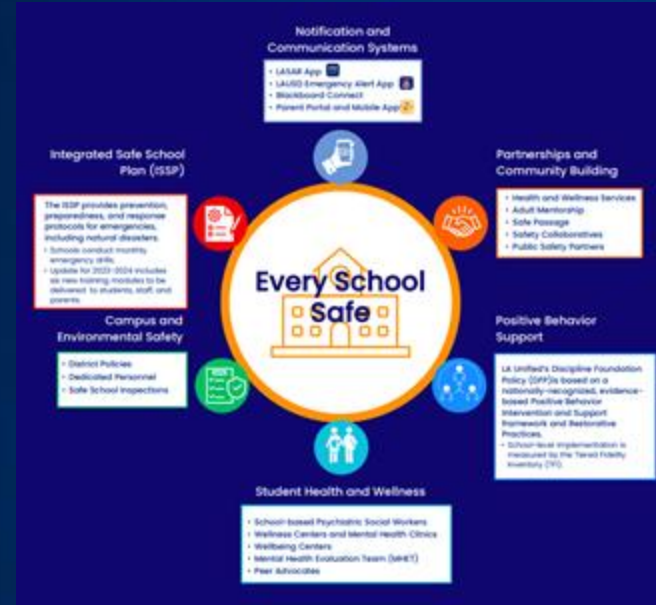 Notification and
Communication Systems
• LASAR App
• LAUSD Emergency Alert App
• Blackboard Connect
• Parent Portal and Mobile App
Integrated Safe School
Plan (ISSP)
The ISSP provides prevention,
preparedness, and response
protocols for emergencies,
including natural disasters.
• Schools conduct monthly
emergency drills.
• Update for 2023-2024 includes
six new training modules to be
delivered to students, staff, and
parents.
Partnerships and
Community Building
• Health and Wellness Services
• Adult Mentorship
• Safe Passage
• Safety Collaboratives
• Public Safety Partners
Every School
Safe
Campus and
Environmental Safety
• District Policies
• Dedicated Personnel
• Safe School Inspections
Positive Behavior
Support
LA Unified's Discipline Foundation
Policy (DFP)is based on a
nationally-recognized, evidence-
based Positive Behavior
Intervention and Support
Framework and Restorative
Practices.
• School-level implementation is
measured by the Tiered Fidelity
Inventory (TFI).
Student Health and Wellness
• School-based Psychiatric Social Workers
• Wellness Centers and Mental Health Clinics
• Wellbeing Centers
• Mental Health Evaluation Team (MHET)
• Peer Advocates